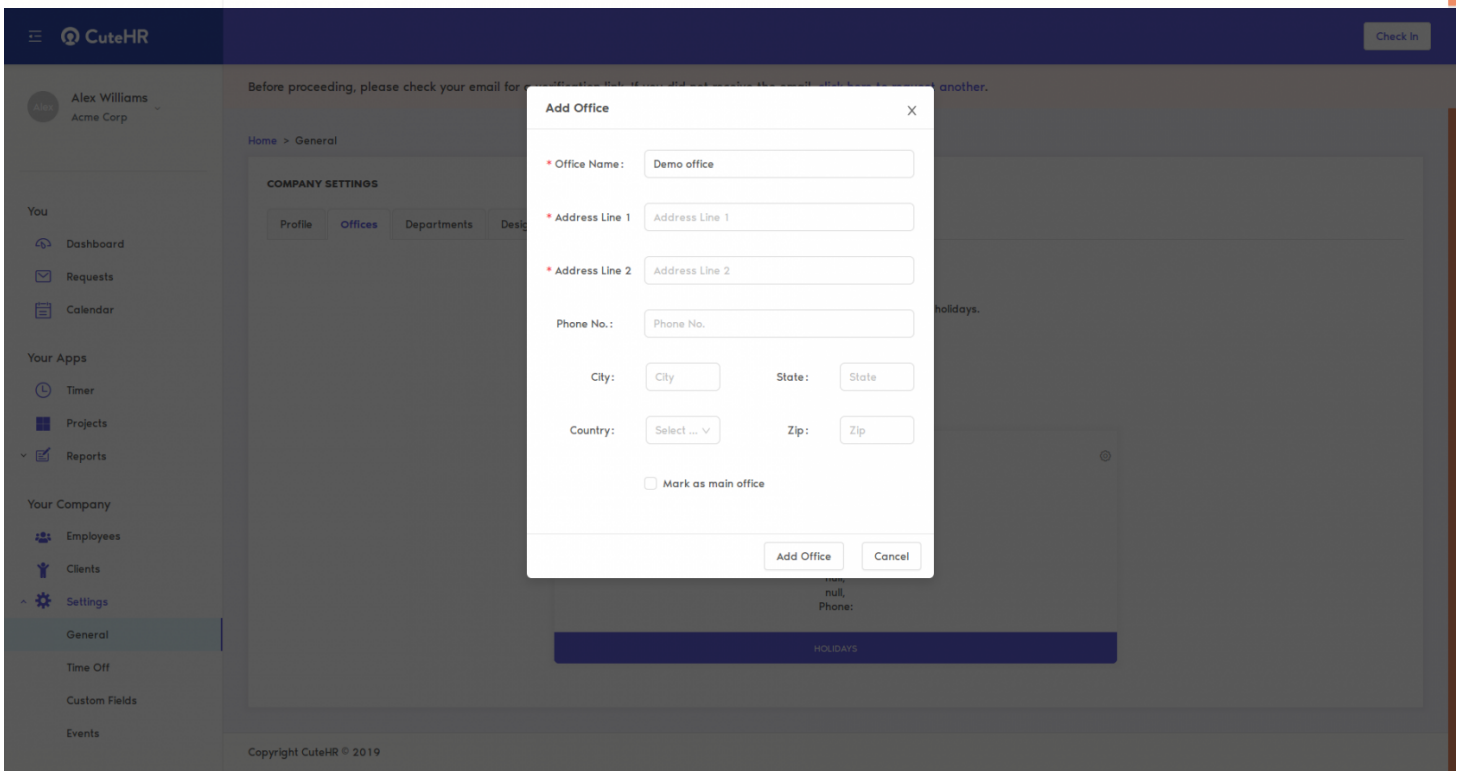 CuteHR
Check in
Alex
Alex Williams
Acme Corp
Before proceeding, please check your email for
another.
Home > General
COMPANY SETTINGS
Profile
Offices
Departments
holidays.
You
Dashboard
Requests
Calendar
Your Apps
Timer
Projects
Reports
Your Company
Employees
Clients
Settings
General
Time Off
Custom Fields
Events
Add Office
X
* Office Name: Demo office
* Address Line 1 Address Line 1
* Address Line 2 Address Line 2
Phone No.: Phone No.
City: City State: State
Country: Select ... Zip: Zip
Mark as main office
Add Office Cancel
null,
Phone:
HOLIDAYS
Copyright CuteHR © 2019